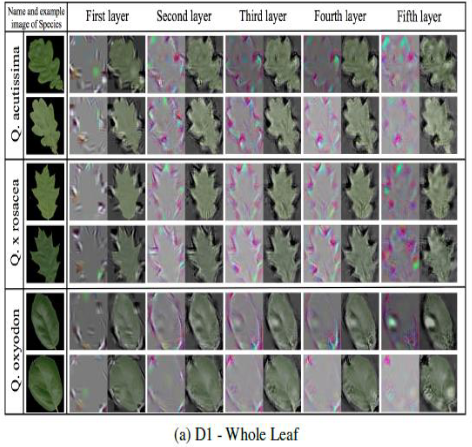 Name and example
image of Species
First layer
Second layer
Third layer
Fourth layer
Fifth layer
Q. acutissima
Q. x rosacea
Q. oxyodon
(a) D1 - Whole Leaf